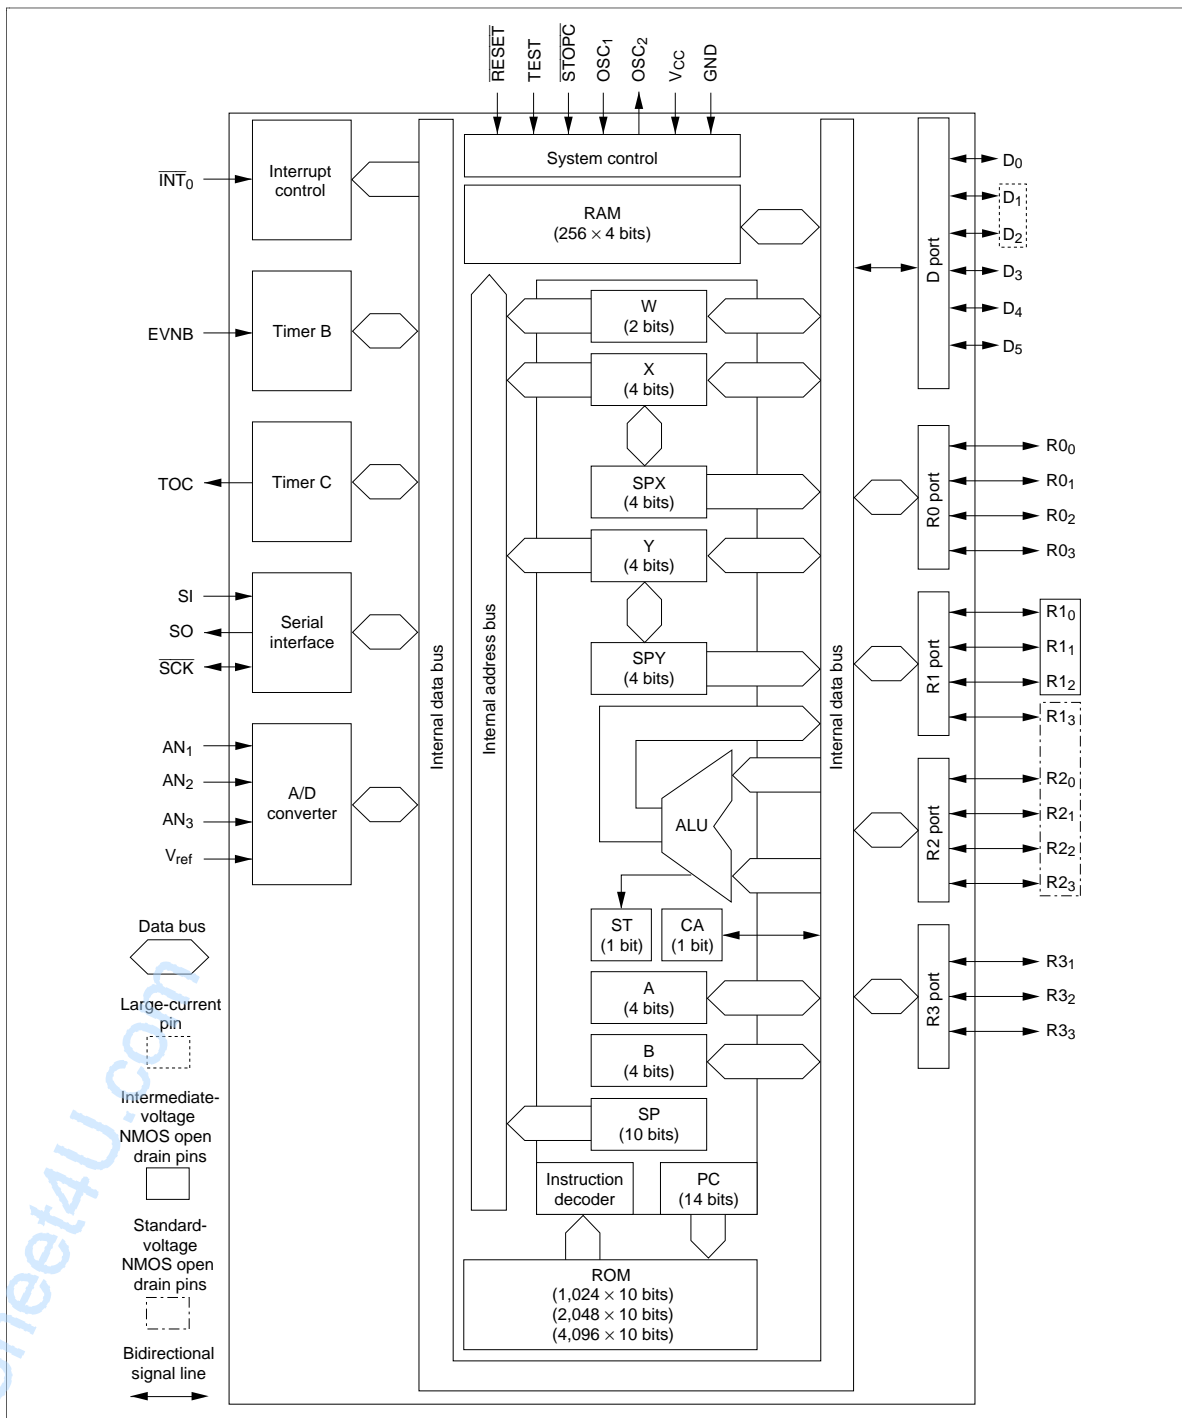 RESET
TEST
STOPC
OSC1
OSC2
VCC
GND
System control
RAM
(256 × 4 bits)
INT0
Interrupt
control
EVNB
Timer B
TOC
Timer C
SI
SO
SCK
Serial
interface
AN1
AN2
AN3
Vref
A/D
converter
Internal data bus
Internal address bus
W
(2 bits)
X
(4 bits)
SPX
(4 bits)
Y
(4 bits)
SPY
(4 bits)
ALU
ST
(1 bit)
CA
(1 bit)
A
(4 bits)
B
(4 bits)
SP
(10 bits)
Instruction
decoder
PC
(14 bits)
ROM
(1,024 × 10 bits)
(2,048 × 10 bits)
(4,096 × 10 bits)
Internal data bus
D port
D0
D1
D2
D3
D4
D5
R0 port
R00
R01
R02
R03
R1 port
R10
R11
R12
R13
R2 port
R20
R21
R22
R23
R3 port
R31
R32
R33
Data bus
Large-current
pin
Intermediate-
voltage
NMOS open
drain pins
Standard-
voltage
NMOS open
drain pins
Bidirectional
signal line